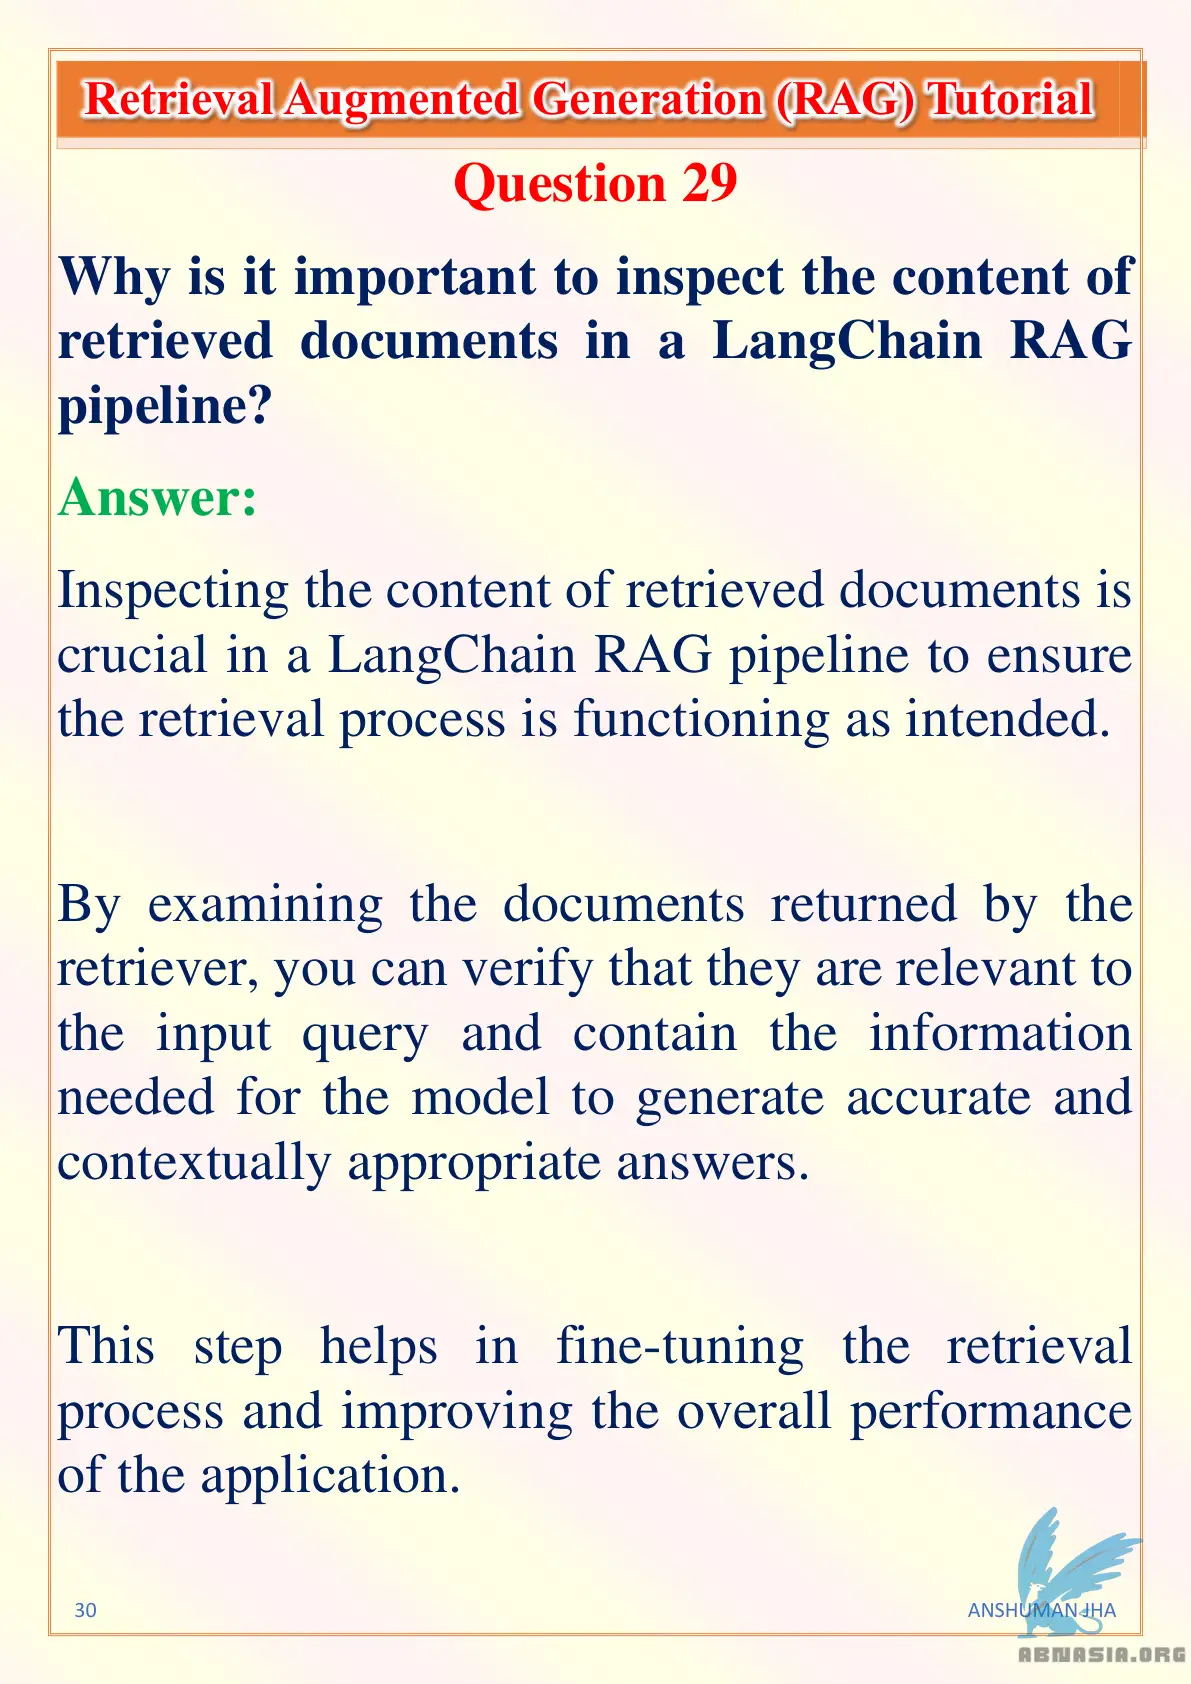 Retrieval Augmented Generation (RAG) Tutorial
Question 29
Why is it important to inspect the content of
retrieved documents in a LangChain RAG
pipeline?
Answer:
Inspecting the content of retrieved documents is
crucial in a LangChain RAG pipeline to ensure
the retrieval process is functioning as intended.
By examining the documents returned by the
retriever, you can verify that they are relevant to
the input query and contain the information
needed for the model to generate accurate and
contextually appropriate answers.
This step helps in fine-tuning the retrieval
process and improving the overall performance
of the application.
30
ANSHUMAN JHA
ABNASIA.ORG